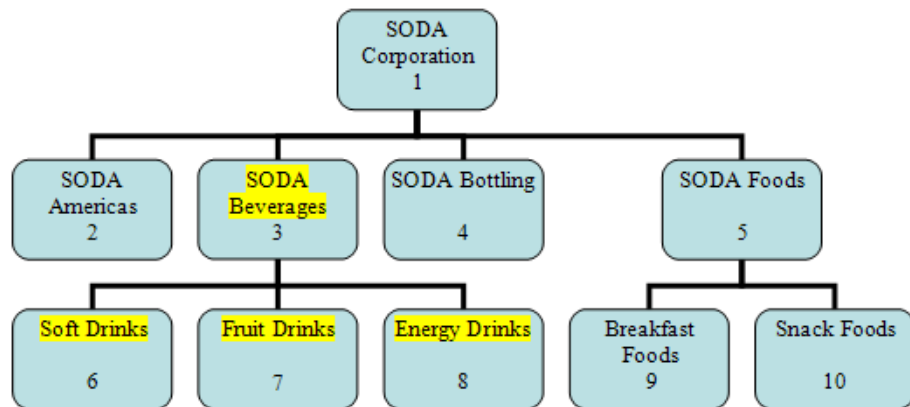 SODA
Corporation
1
SODA
Americas
2
SODA
Beverages
3
SODA Bottling
4
SODA Foods
5
Soft Drinks
6
Fruit Drinks
7
Energy Drinks
8
Breakfast
Foods
9
Snack Foods
10